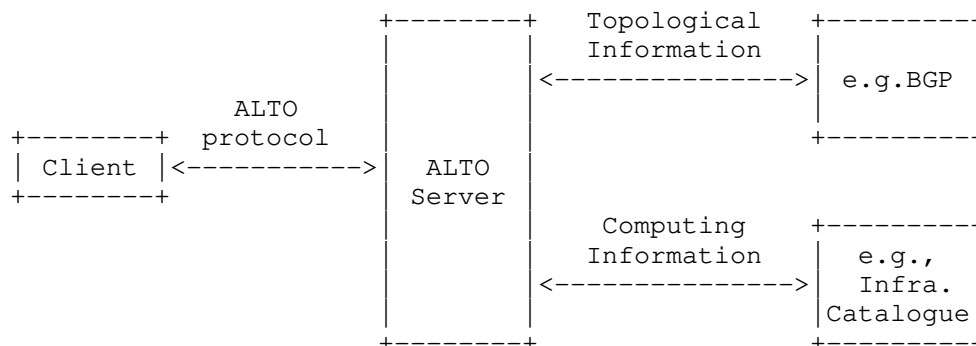 Topological
Information
e.g.BGP
ALTO
protocol
Client
ALTO
Server
Computing
Information
e.g.,
Infra.
Catalogue